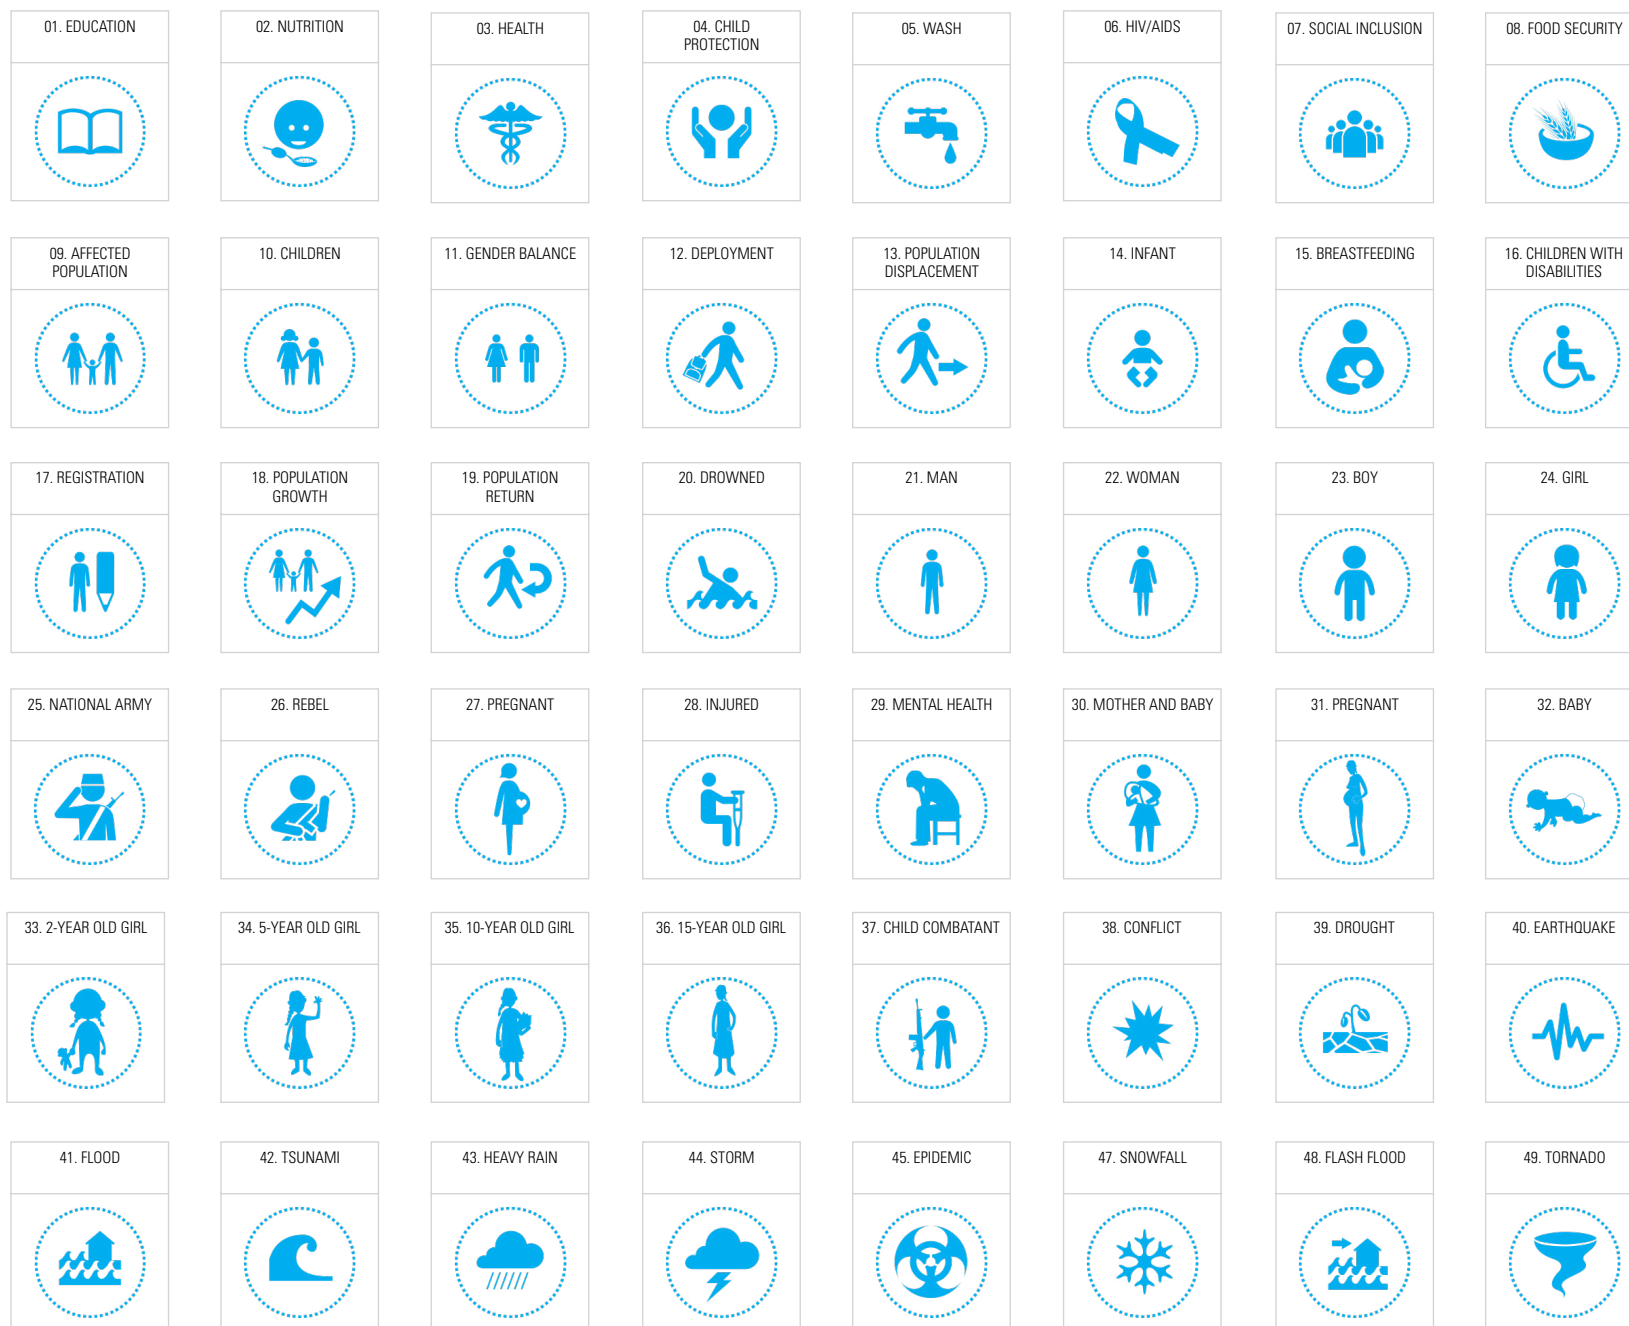 01. EDUCATION
02. NUTRITION
03. HEALTH
04. CHILD
PROTECTION
05. WASH
06. HIV/AIDS
07. SOCIAL INCLUSION
08. FOOD SECURITY
09. AFFECTED
POPULATION
10. CHILDREN
11. GENDER BALANCE
12. DEPLOYMENT
13. POPULATION
DISPLACEMENT
14. INFANT
15. BREASTFEEDING
16. CHILDREN WITH
DISABILITIES
17. REGISTRATION
18. POPULATION
GROWTH
19. POPULATION
RETURN
20. DROWNED
21. MAN
22. WOMAN
23. BOY
24. GIRL
25. NATIONAL ARMY
26. REBEL
27. PREGNANT
28. INJURED
29. MENTAL HEALTH
30. MOTHER AND BABY
31. PREGNANT
32. BABY
33. 2-YEAR OLD GIRL
34. 5-YEAR OLD GIRL
35. 10-YEAR OLD GIRL
36. 15-YEAR OLD GIRL
37. CHILD COMBATANT
38. CONFLICT
39. DROUGHT
40. EARTHQUAKE
41. FLOOD
42. TSUNAMI
43. HEAVY RAIN
44. STORM
45. EPIDEMIC
47. SNOWFALL
48. FLASH FLOOD
49. TORNADO